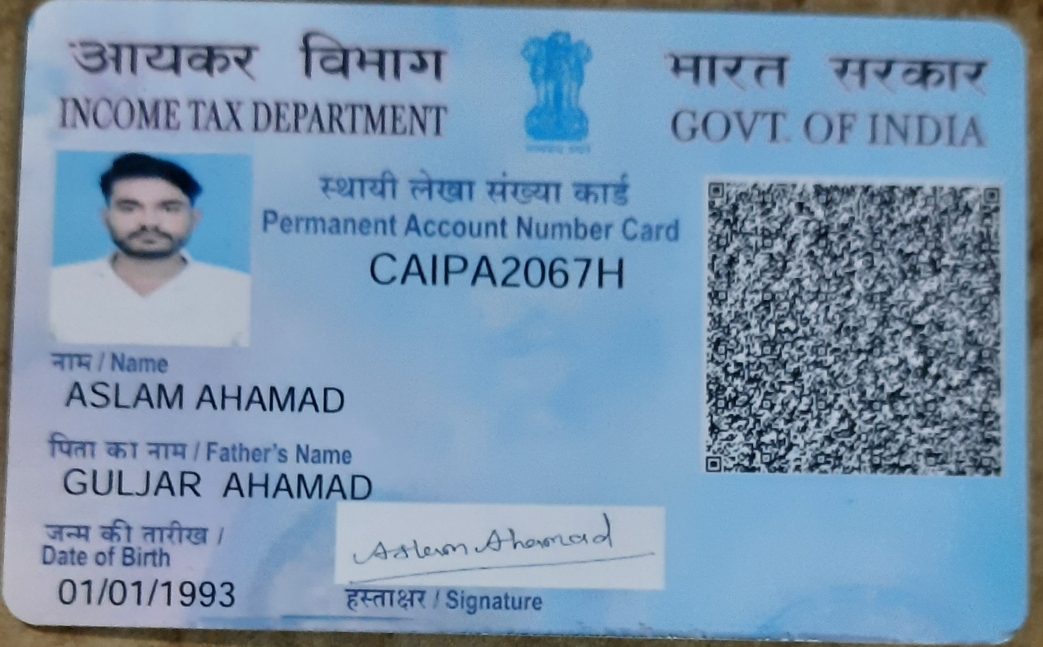 आयकर विभाग
INCOME TAX DEPARTMENT
भारत सरकार
GOVT. OF INDIA
स्थायी लेखा संख्या कार्ड
Permanent Account Number Card
CAIPA2067H
नाम / Name
ASLAM AHAMAD
पिता का नाम / Father's Name
GULJAR AHAMAD
जन्म की तारीख /
Date of Birth
01/01/1993
Aslam Ahamad
हस्ताक्षर / Signature